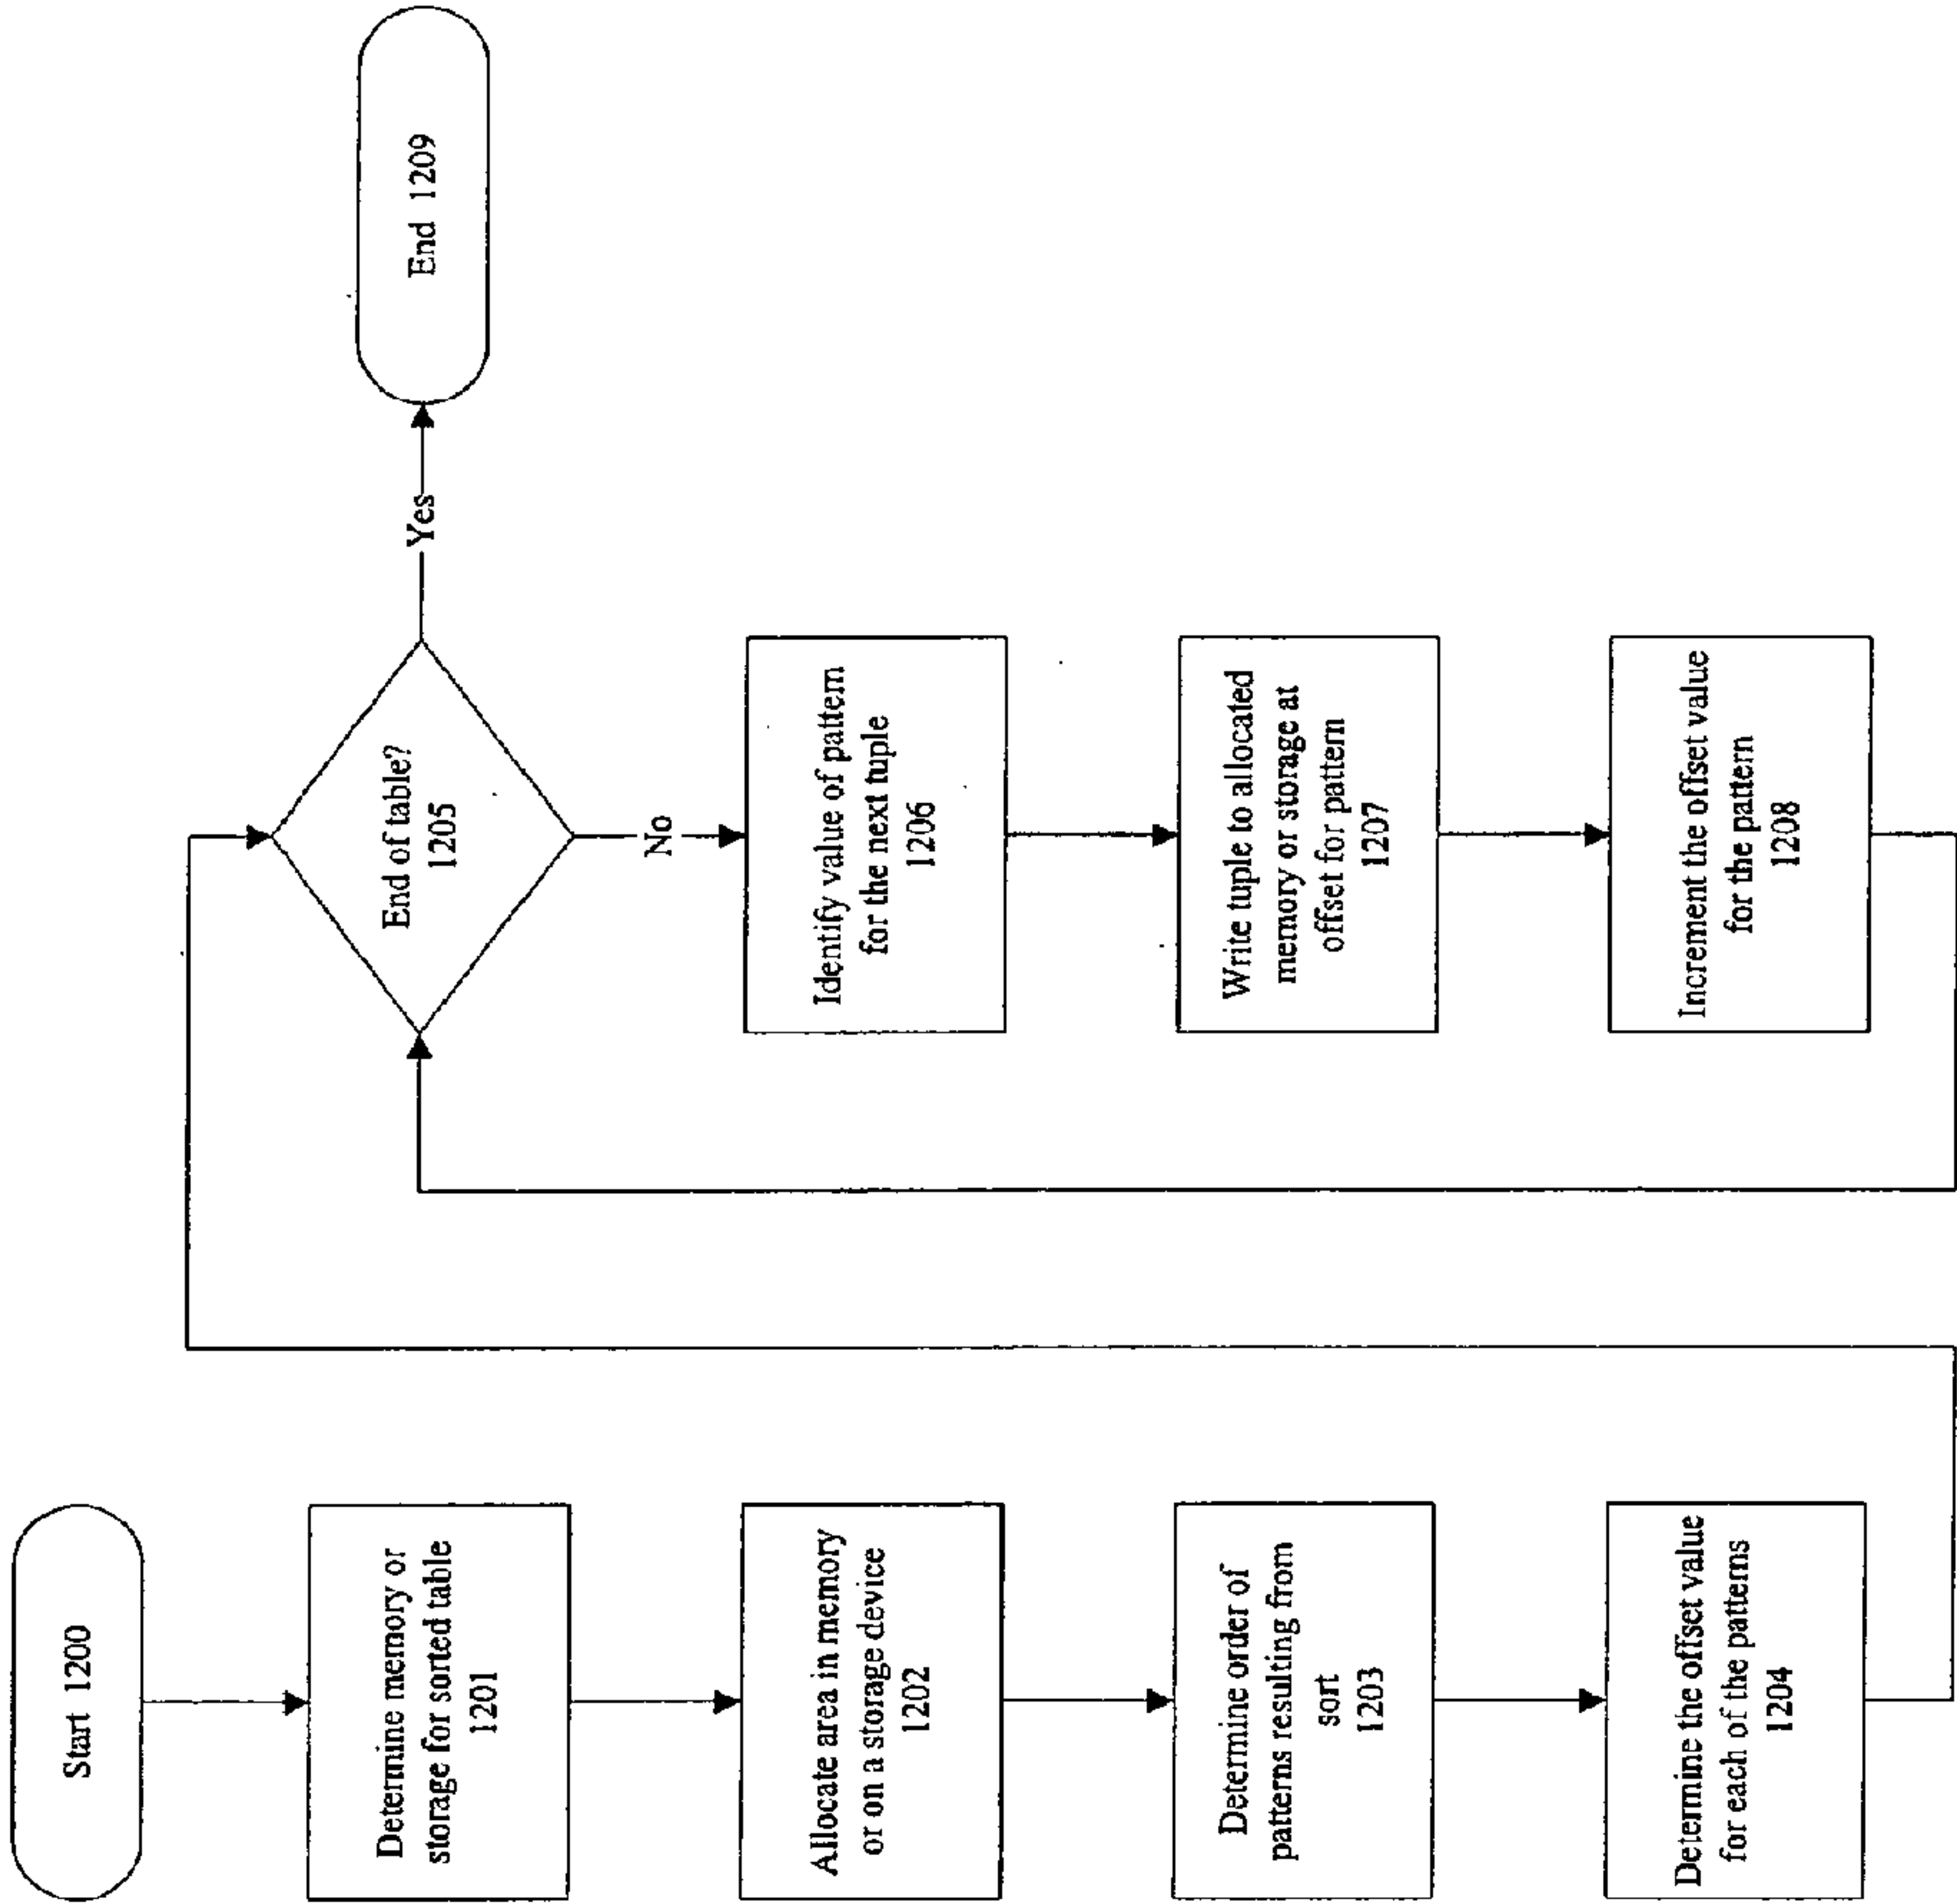 Start 1200
Determine memory or
storage for sorted table
1201
Allocate area in memory
or on a storage device
1202
Determine order of
patterns resulting from
sort
1203
Determine the offset value
for each of the patterns
1204
End of table?
1205
Yes
End 1209
No
Identify value of pattern
for the next tuple
1206
Write tuple to allocated
memory or storage at
offset for pattern
1207
Increment the offset value
for the pattern
1208